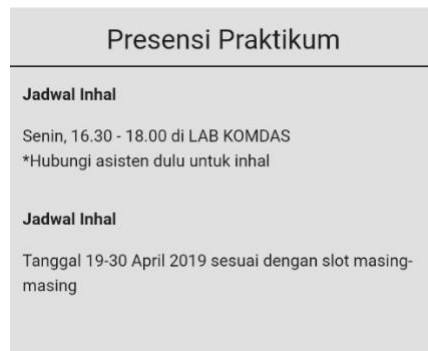 Presensi Praktikum
Jadwal Inhal
Senin, 16.30 - 18.00 di LAB KOMDAS
*Hubungi asisten dulu untuk inhal
Jadwal Inhal
Tanggal 19-30 April 2019 sesuai dengan slot masing-
masing